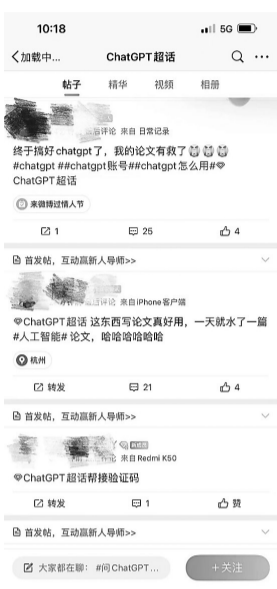 10:18 5G
加载中... ChatGPT超话
帖子 精华 视频 相册
评论 来自 日常记录
终于搞好chatgpt了，我的论文有救了
#chatgpt ##chatgpt账号##chatgpt怎么用#
ChatGPT超话
来微博过情人节
1 25 4
首发帖，互动赢新人导师>>
来自iPhone客户端
ChatGPT超话 这东西写论文真好用，一天就水了一篇
#人工智能# 论文，哈哈哈哈哈哈
杭州
转发 21 4
首发帖，互动赢新人导师>>
来自 Redmi K50
ChatGPT超话帮接验证码
转发 1 赞
首发帖，互动赢新人导师>>
大家都在聊： #问ChatGPT... +关注